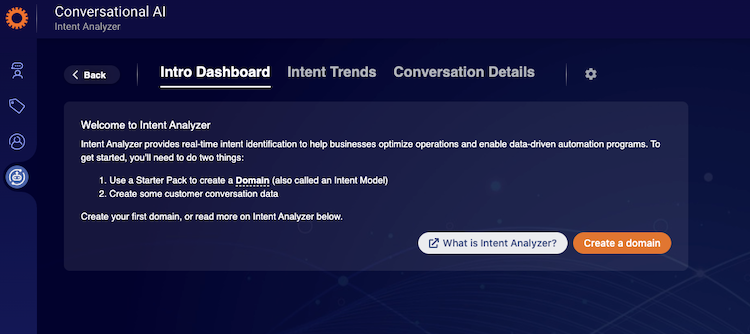 Conversational AI
Intent Analyzer
Back
Intro Dashboard
Intent Trends
Conversation Details
Welcome to Intent Analyzer
Intent Analyzer provides real-time intent identification to help businesses optimize operations and enable data-driven automation programs. To
get started, you'll need to do two things:
1. Use a Starter Pack to create a Domain (also called an Intent Model)
2. Create some customer conversation data
Create your first domain, or read more on Intent Analyzer below.
What is Intent Analyzer?
Create a domain